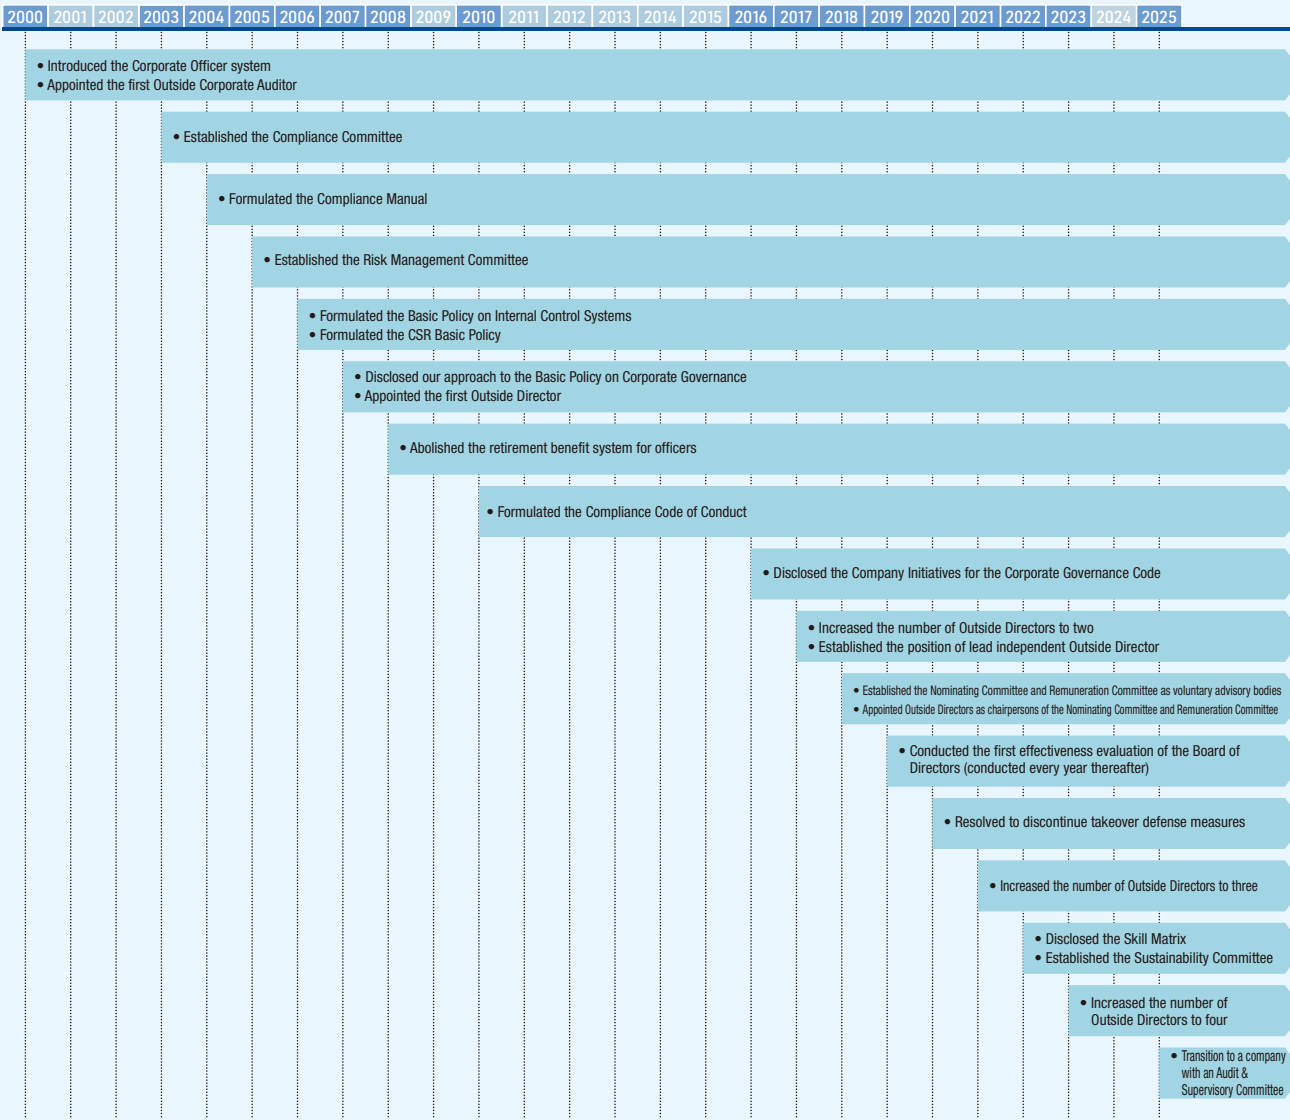 2000 2001 2002 2003 2004 2005 2006 2007 2008 2009 2010 2011 2012 2013 2014 2015 2016 2017 2018 2019 2020 2021 2022 2023 2024 2025
• Introduced the Corporate Officer system
• Appointed the first Outside Corporate Auditor
• Established the Compliance Committee
• Formulated the Compliance Manual
• Established the Risk Management Committee
• Formulated the Basic Policy on Internal Control Systems
• Formulated the CSR Basic Policy
• Disclosed our approach to the Basic Policy on Corporate Governance
• Appointed the first Outside Director
• Abolished the retirement benefit system for officers
• Formulated the Compliance Code of Conduct
• Disclosed the Company Initiatives for the Corporate Governance Code
• Increased the number of Outside Directors to two
• Established the position of lead independent Outside Director
• Established the Nominating Committee and Remuneration Committee as voluntary advisory bodies
• Appointed Outside Directors as chairpersons of the Nominating Committee and Remuneration Committee
• Conducted the first effectiveness evaluation of the Board of
Directors (conducted every year thereafter)
• Resolved to discontinue takeover defense measures
• Increased the number of Outside Directors to three
• Disclosed the Skill Matrix
• Established the Sustainability Committee
• Increased the number of
Outside Directors to four
• Transition to a company
with an Audit &
Supervisory Committee